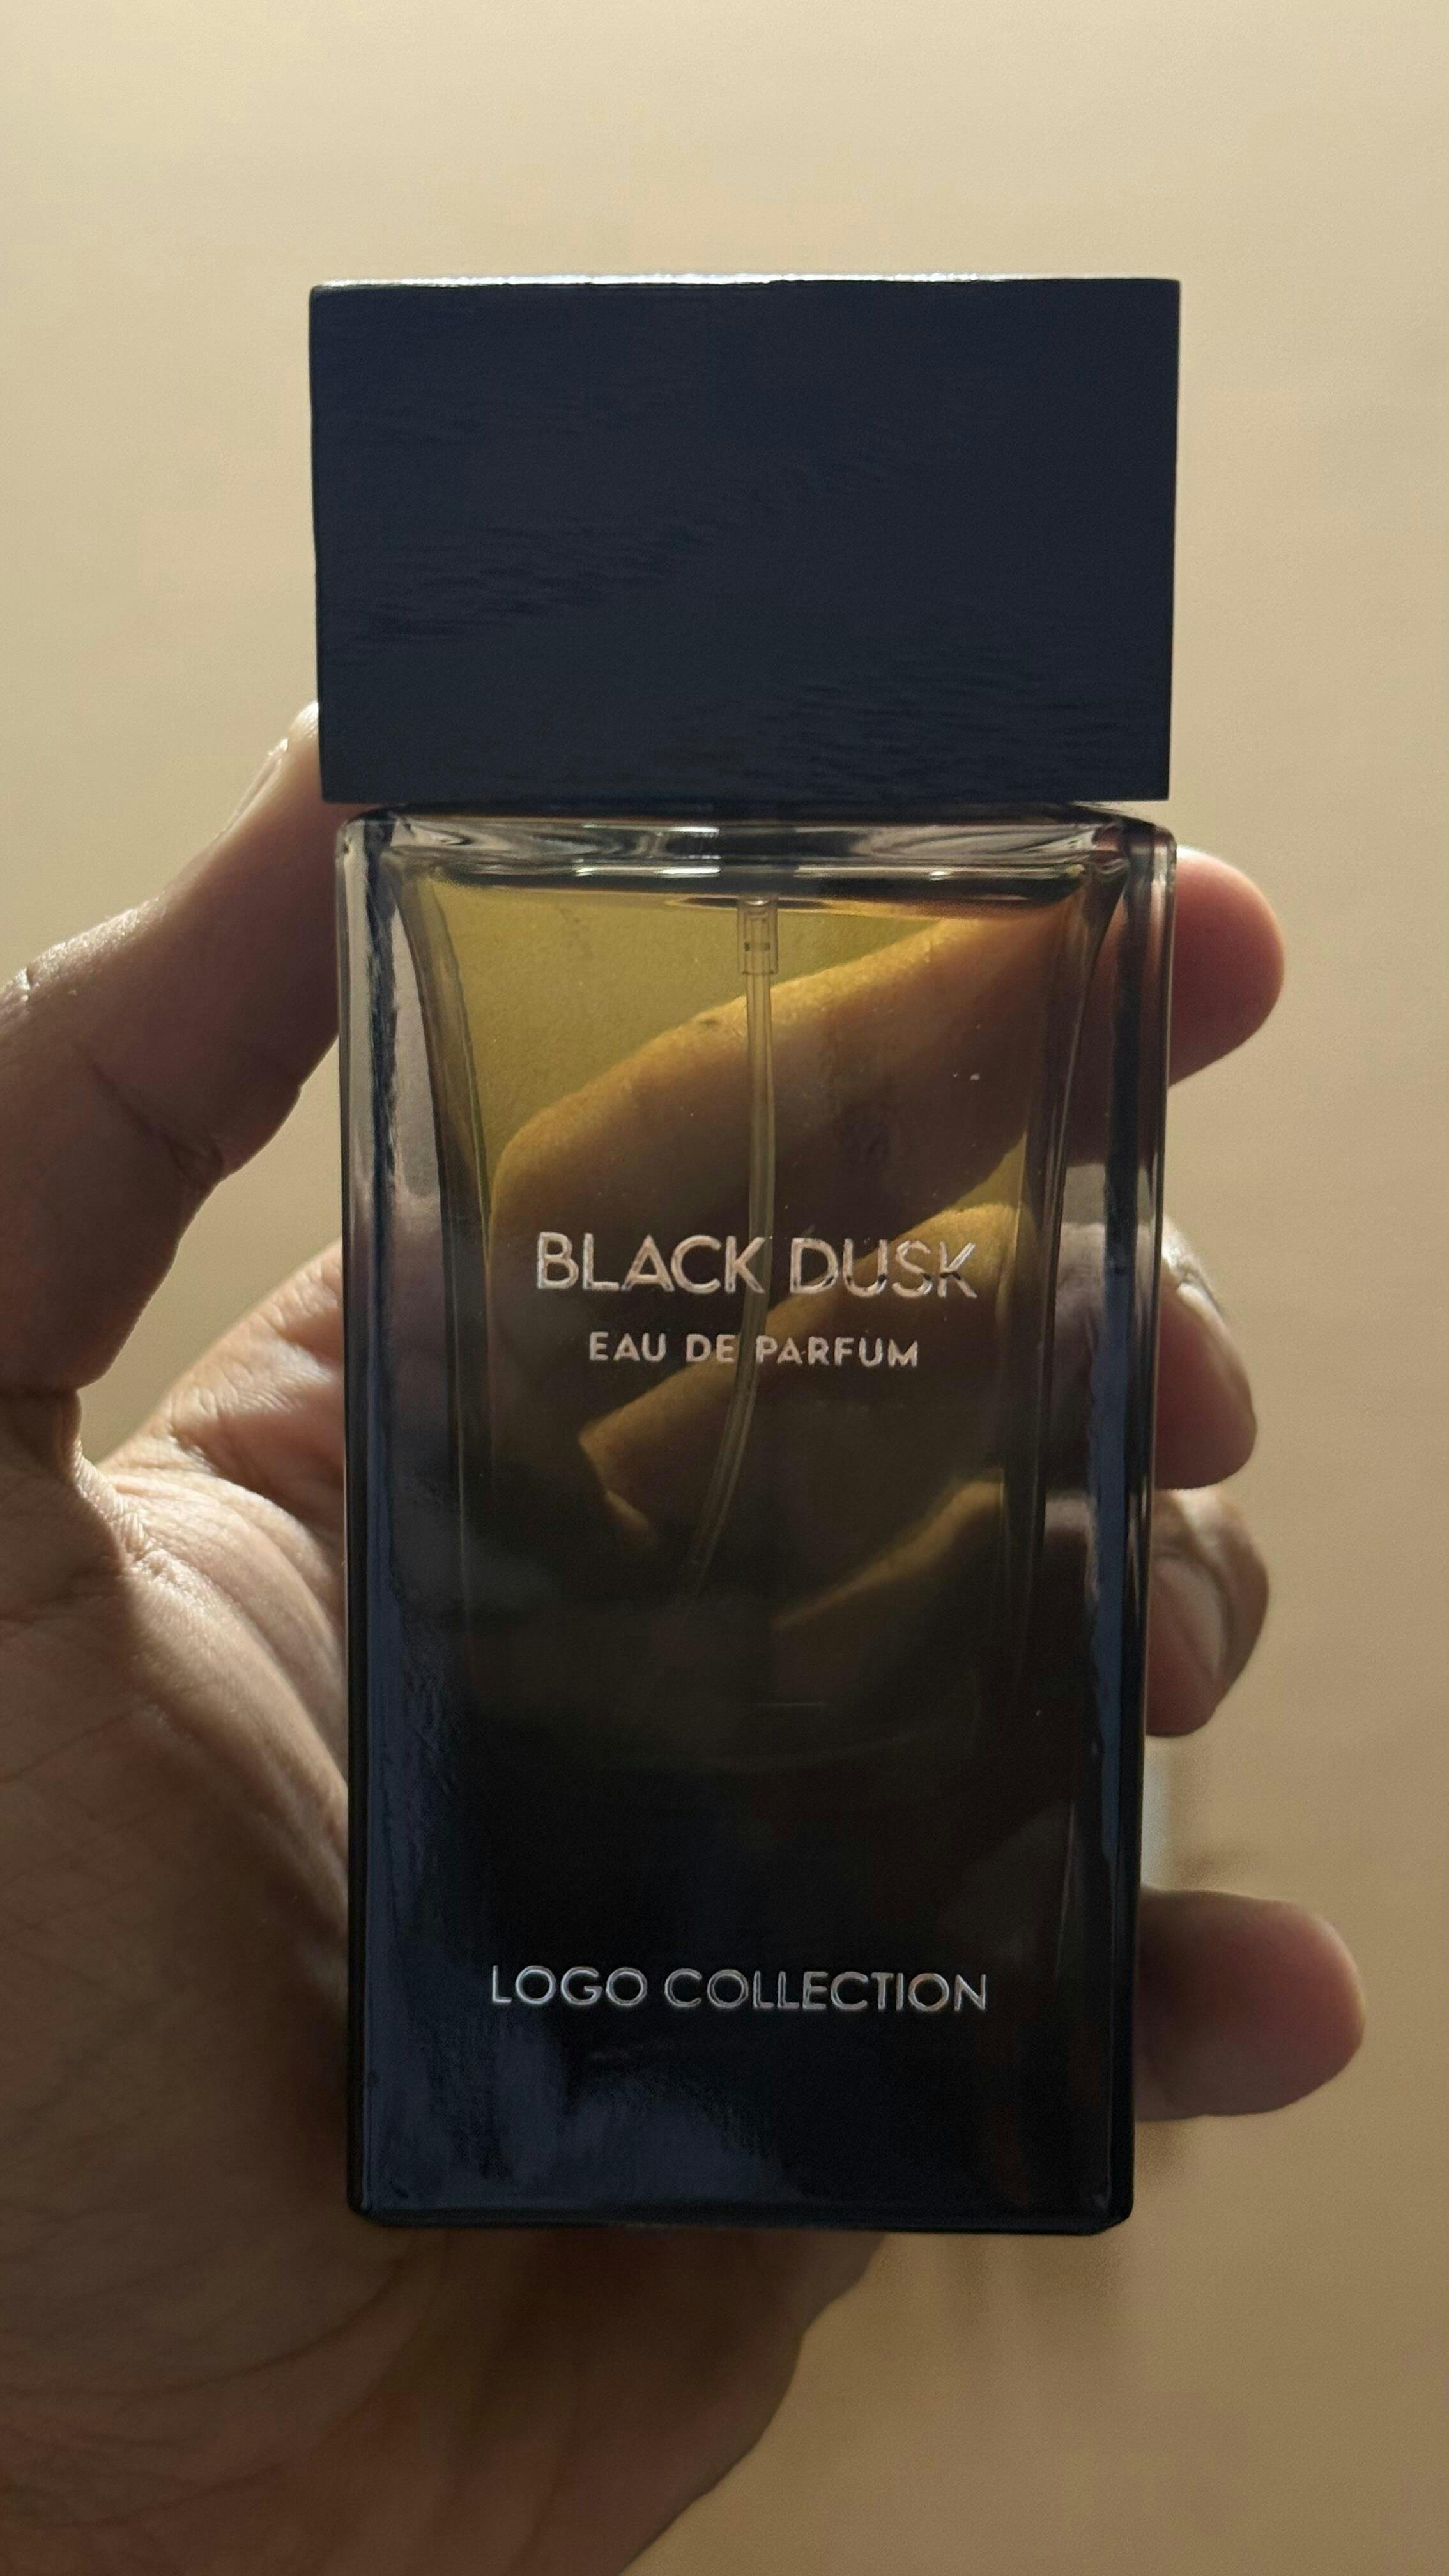 BLACK DUSK
EAU DE PARFUM
LOGO COLLECTION